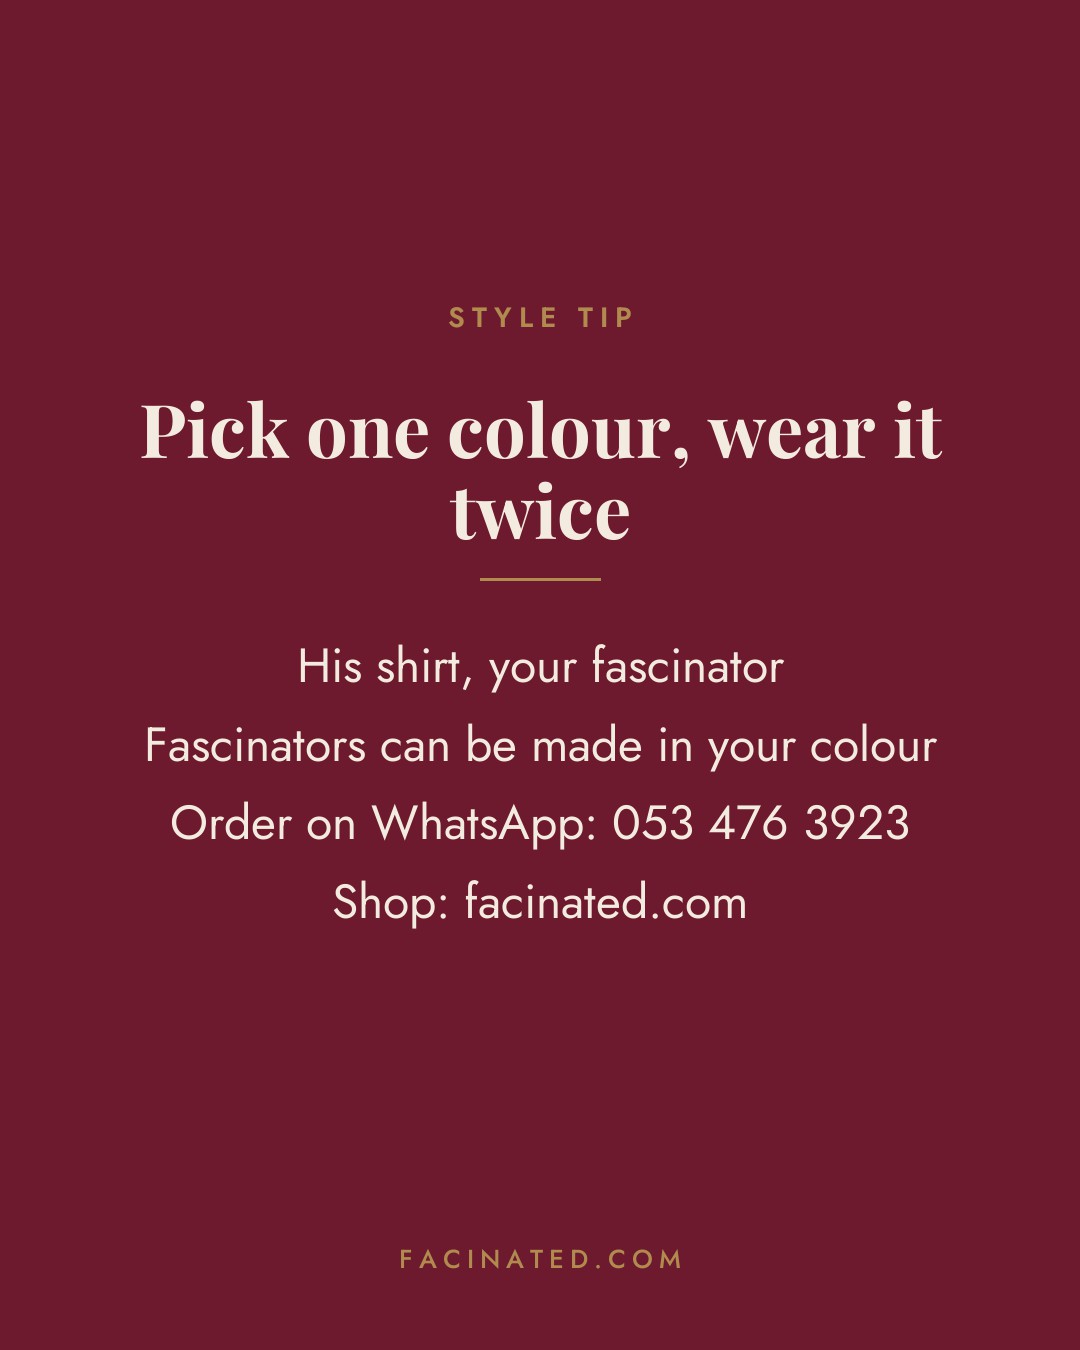 STYLE TIP
Pick one colour, wear it
twice
His shirt, your fascinator
Fascinators can be made in your colour
Order on WhatsApp: 053 476 3923
Shop: facinated.com
FACINATED.COM